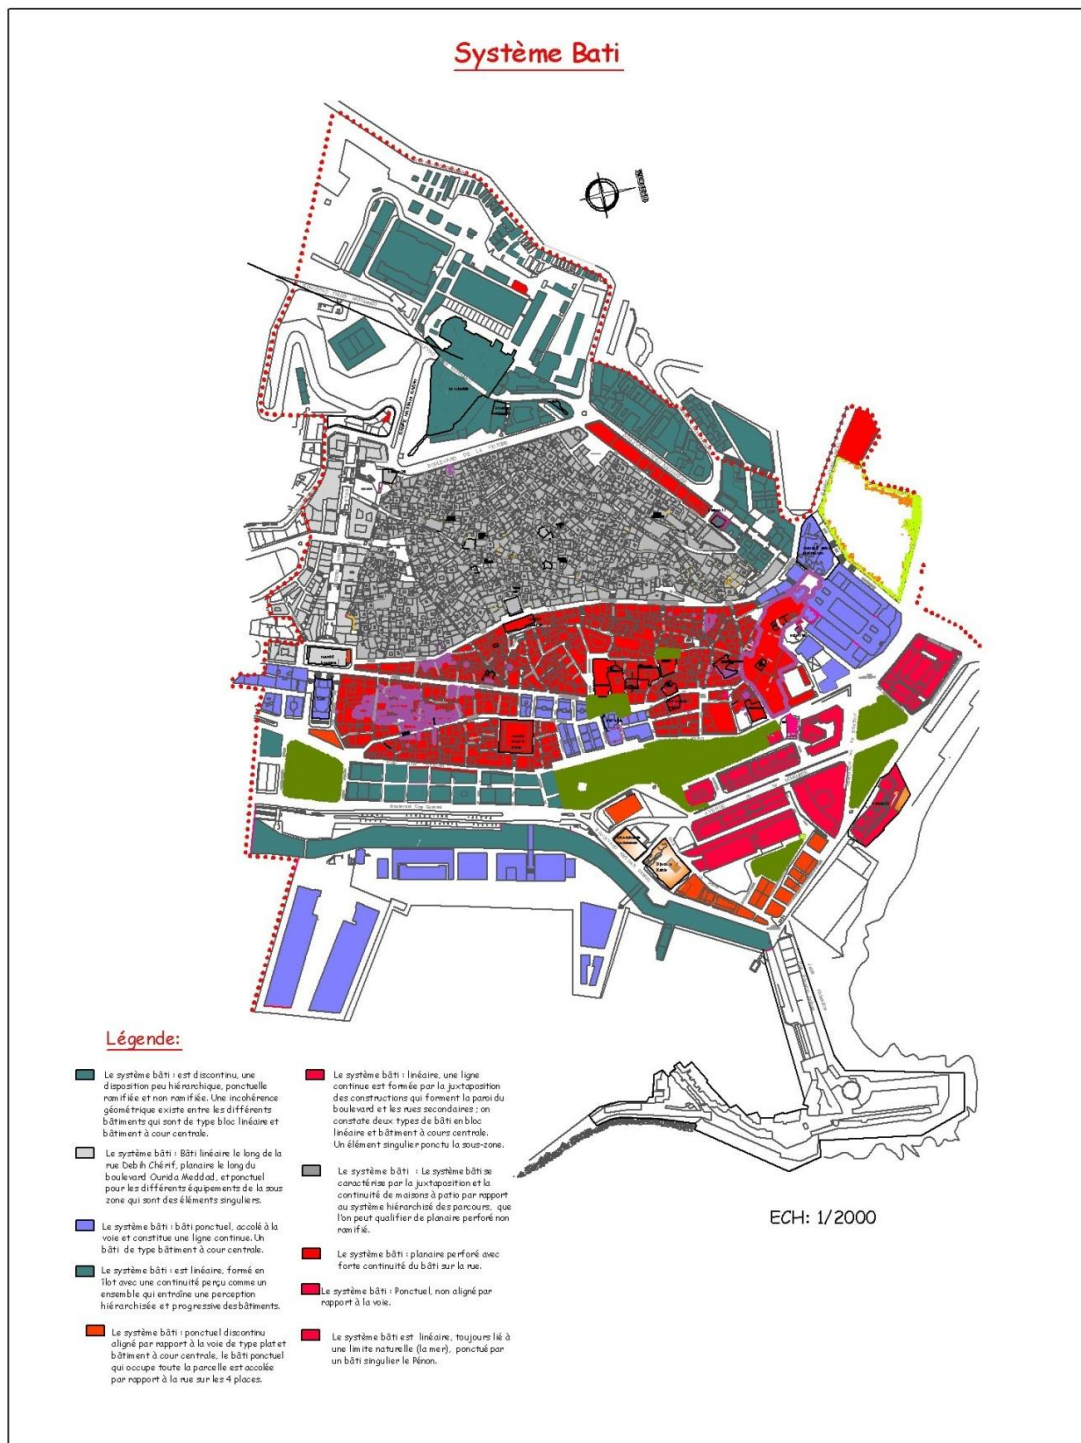 Système Bati
NORD
BOULEVARD DE LA VICTOIRE
Boulevard Cap Guemez
Légende:
Le système bâti : est discontinu, une
disposition peu hiérarchique, ponctuelle
ramifiée et non ramifiée. Une incohérence
géométrique existe entre les différents
bâtiments qui sont de type bloc linéaire et
bâtiment à cour centrale.
Le système bâti : Bâti linéaire le long de la
rue Debih Chérif, planaire le long du
boulevard Ourida Meddad, et ponctuel
pour les différents équipements de la sous
zone qui sont des éléments singuliers.
Le système bâti : bâti ponctuel, accolé à la
voie et constitue une ligne continue. Un
bâti de type bâtiment à cour centrale.
Le système bâti : est linéaire, formé en
îlot avec une continuité perçu comme un
ensemble qui entraîne une perception
hiérarchisée et progressive des bâtiments.
Le système bâti : ponctuel discontinu
aligné par rapport à la voie de type plat et
bâtiment à cour centrale, le bâti ponctuel
qui occupe toute la parcelle est accolée
par rapport à la rue sur les 4 places.
Le système bâti : linéaire, une ligne
continue est formée par la juxtaposition
des constructions qui forment la paroi du
boulevard et les rues secondaires ; on
constate deux types de bâti en bloc
linéaire et bâtiment à cours centrale.
Un élément singulier ponctu la sous-zone.
Le système bâti : Le système bâti se
caractérise par la juxtaposition et la
continuité de maisons à patio par rapport
au système hiérarchisé des parcours, que
l'on peut qualifier de planaire perforé non
ramifié.
Le système bâti : planaire perforé avec
forte continuité du bâti sur la rue.
Le système bâti : Ponctuel, non aligné par
rapport à la voie.
Le système bâti est linéaire, toujours lié à
une limite naturelle (la mer), ponctué par
un bâti singulier le Pénon.
ECH: 1/2000